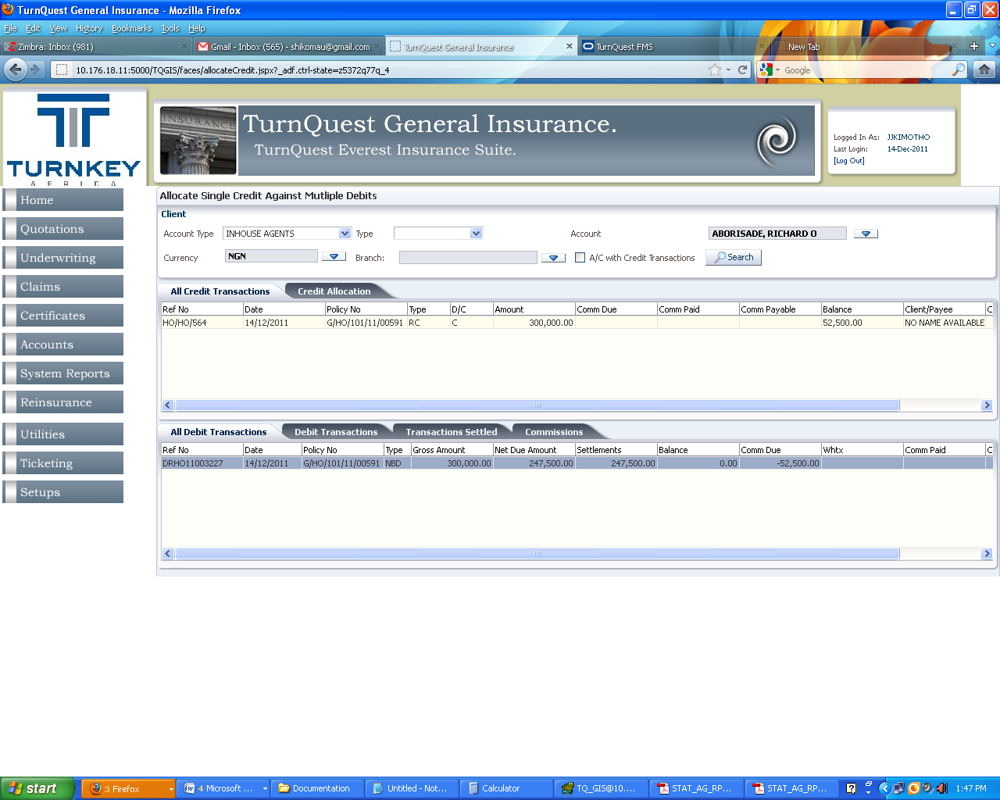 TurnQuest General Insurance - Mozilla Firefox
File Edit View History Bookmarks Tools Help
Zimbra: Inbox (981) Gmail - Inbox (565) - shikomau@gmail.com TurnQuest General Insurance TurnQuest FMS New Tab
10.176.18.11:5000/TQGIS/faces/allocateCredit.jspx?_adf.ctrl-state=z5372q77q_4 Google
TURNKEY
AFRICA
INSURANCE
TurnQuest General Insurance.
TurnQuest Everest Insurance Suite.
Logged In As: JJKIMOTHO
Last Login: 14-Dec-2011
[Log Out]
Home
Quotations
Underwriting
Claims
Certificates
Accounts
System Reports
Reinsurance
Utilities
Ticketing
Setups
Allocate Single Credit Against Mutliple Debits
Client
Account Type INHOUSE AGENTS Type Account ABORISADE, RICHARD O
Currency NGN Branch: A/C with Credit Transactions Search
All Credit Transactions Credit Allocation
Ref No Date Policy No Type D/C Amount Comm Due Comm Paid Comm Payable Balance Client/Payee C
HO/HO/564 14/12/2011 G/HO/101/11/00591 RC C 300,000.00 52,500.00 NO NAME AVAILABLE
All Debit Transactions Debit Transactions Transactions Settled Commissions
Ref No Date Policy No Type Gross Amount Net Due Amount Settlements Balance Comm Due Whtx Comm Paid C
DRHO11003227 14/12/2011 G/HO/101/11/00591 NBD 300,000.00 247,500.00 247,500.00 0.00 -52,500.00
start 3 Firefox 4 Microsoft ... Documentation Untitled - Not... Calculator TQ_GIS@10.... STAT_AG_RP... STAT_AG_RP... 1:47 PM